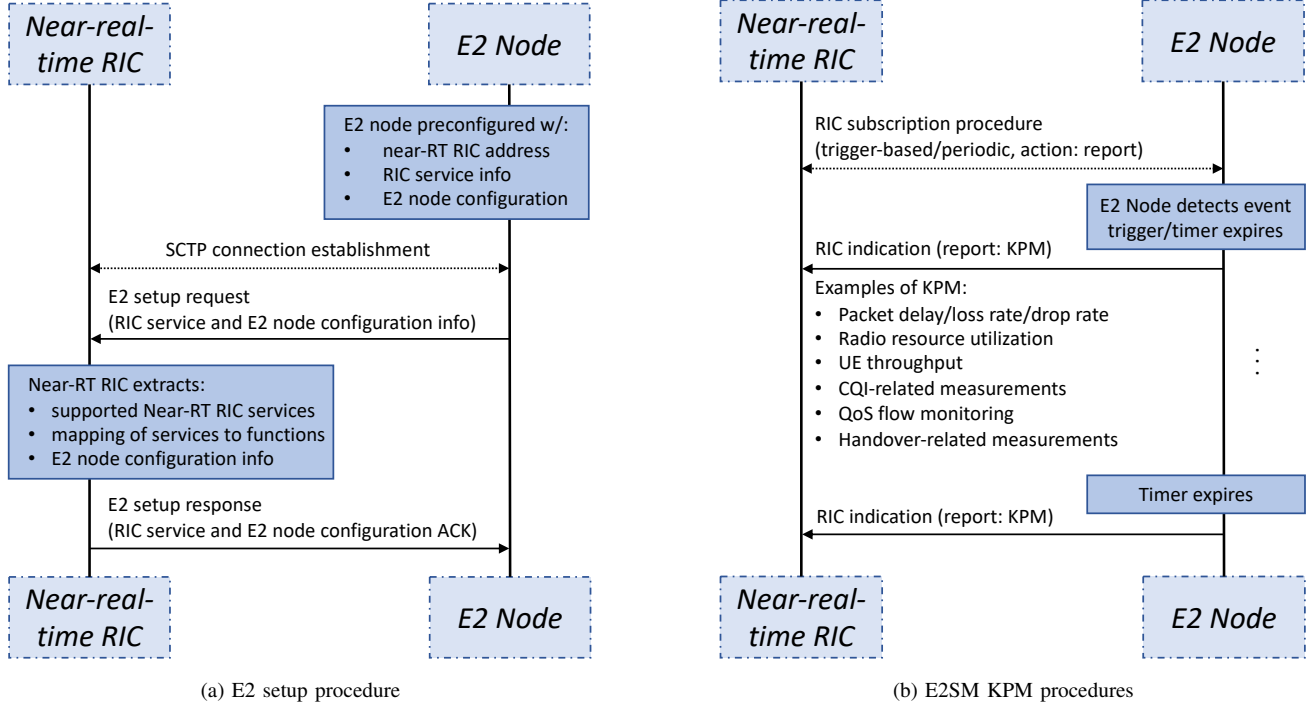 Near-real-
time RIC
E2 Node
E2 node preconfigured w/:
• near-RT RIC address
• RIC service info
• E2 node configuration
SCTP connection establishment
E2 setup request
(RIC service and E2 node configuration info)
Near-RT RIC extracts:
• supported Near-RT RIC services
• mapping of services to functions
• E2 node configuration info
E2 setup response
(RIC service and E2 node configuration ACK)
Near-real-
time RIC
E2 Node
(a) E2 setup procedure
Near-real-
time RIC
E2 Node
RIC subscription procedure
(trigger-based/periodic, action: report)
E2 Node detects event
trigger/timer expires
RIC indication (report: KPM)
Examples of KPM:
• Packet delay/loss rate/drop rate
• Radio resource utilization
• UE throughput
• CQI-related measurements
• QoS flow monitoring
• Handover-related measurements
⋮
Timer expires
RIC indication (report: KPM)
Near-real-
time RIC
E2 Node
(b) E2SM KPM procedures